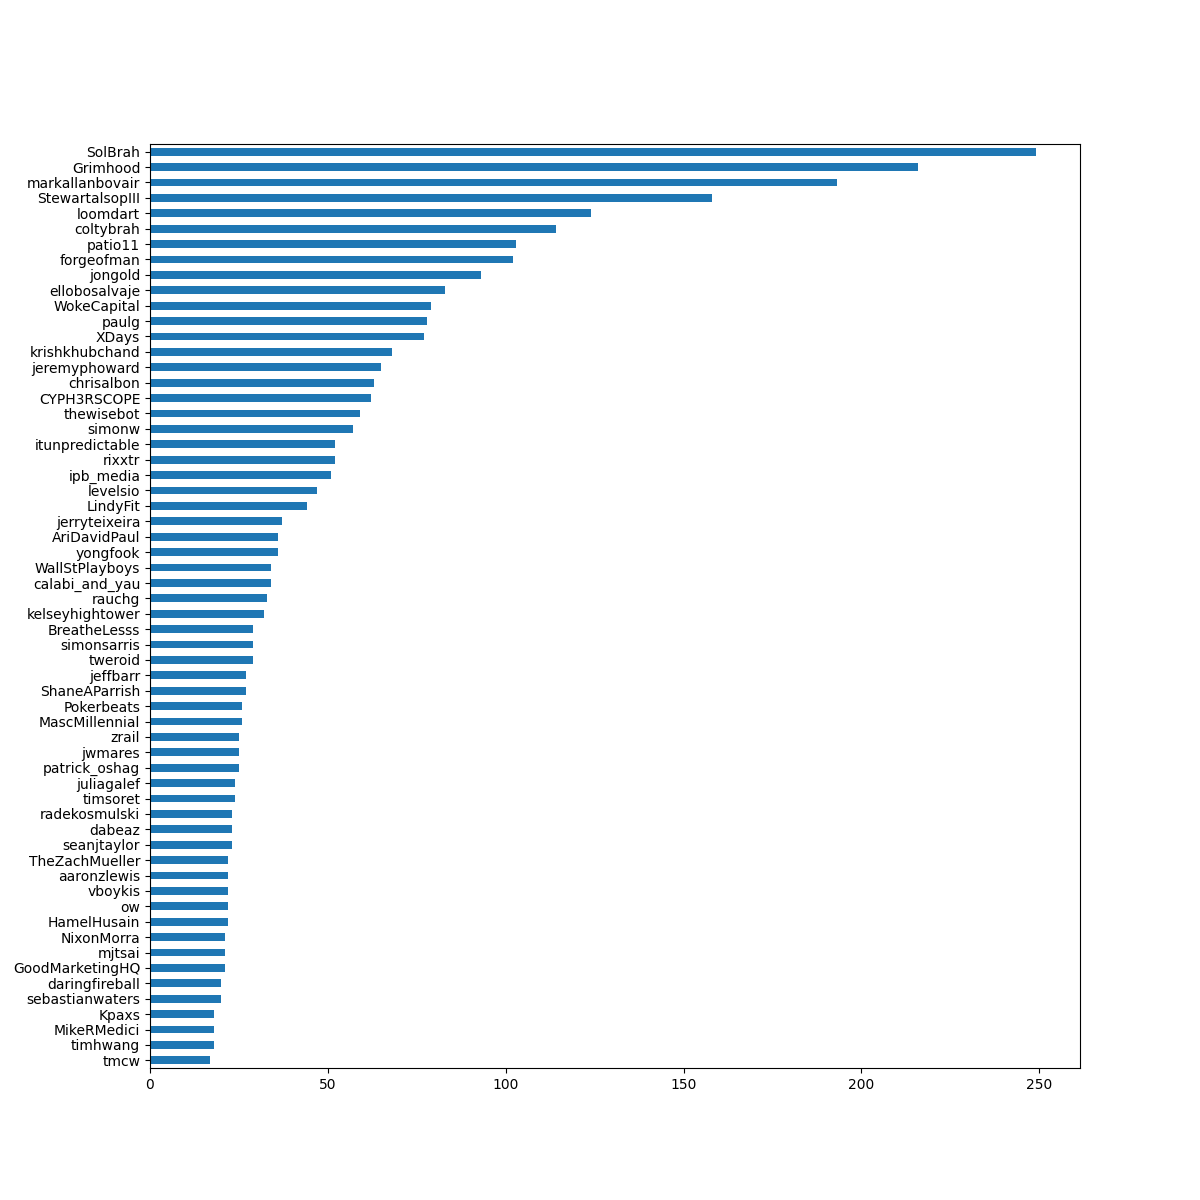 SolBrah
Grimhood
markallanbovair
StewartalsopIII
loomdart
coltybrah
patio11
forgeofman
jongold
ellobosalvaje
WokeCapital
paulg
XDays
krishkhubchand
jeremyphoward
chrisalbon
CYPH3RSCOPE
thewisebot
simonw
itunpredictable
rixxtr
ipb_media
levelsio
LindyFit
jerryteixeira
AriDavidPaul
yongfook
WallStPlayboys
calabi_and_yau
rauchg
kelseyhightower
BreatheLesss
simonsarris
tweroid
jeffbarr
ShaneAParrish
Pokerbeats
MascMillennial
zrail
jwmares
patrick_oshag
juliagalef
timsoret
radekosmulski
dabeaz
seanjtaylor
TheZachMueller
aaronzlewis
vboykis
ow
HamelHusain
NixonMorra
mjtsai
GoodMarketingHQ
daringfireball
sebastianwaters
Kpaxs
MikeRMedici
timhwang
tmcw
0 50 100 150 200 250